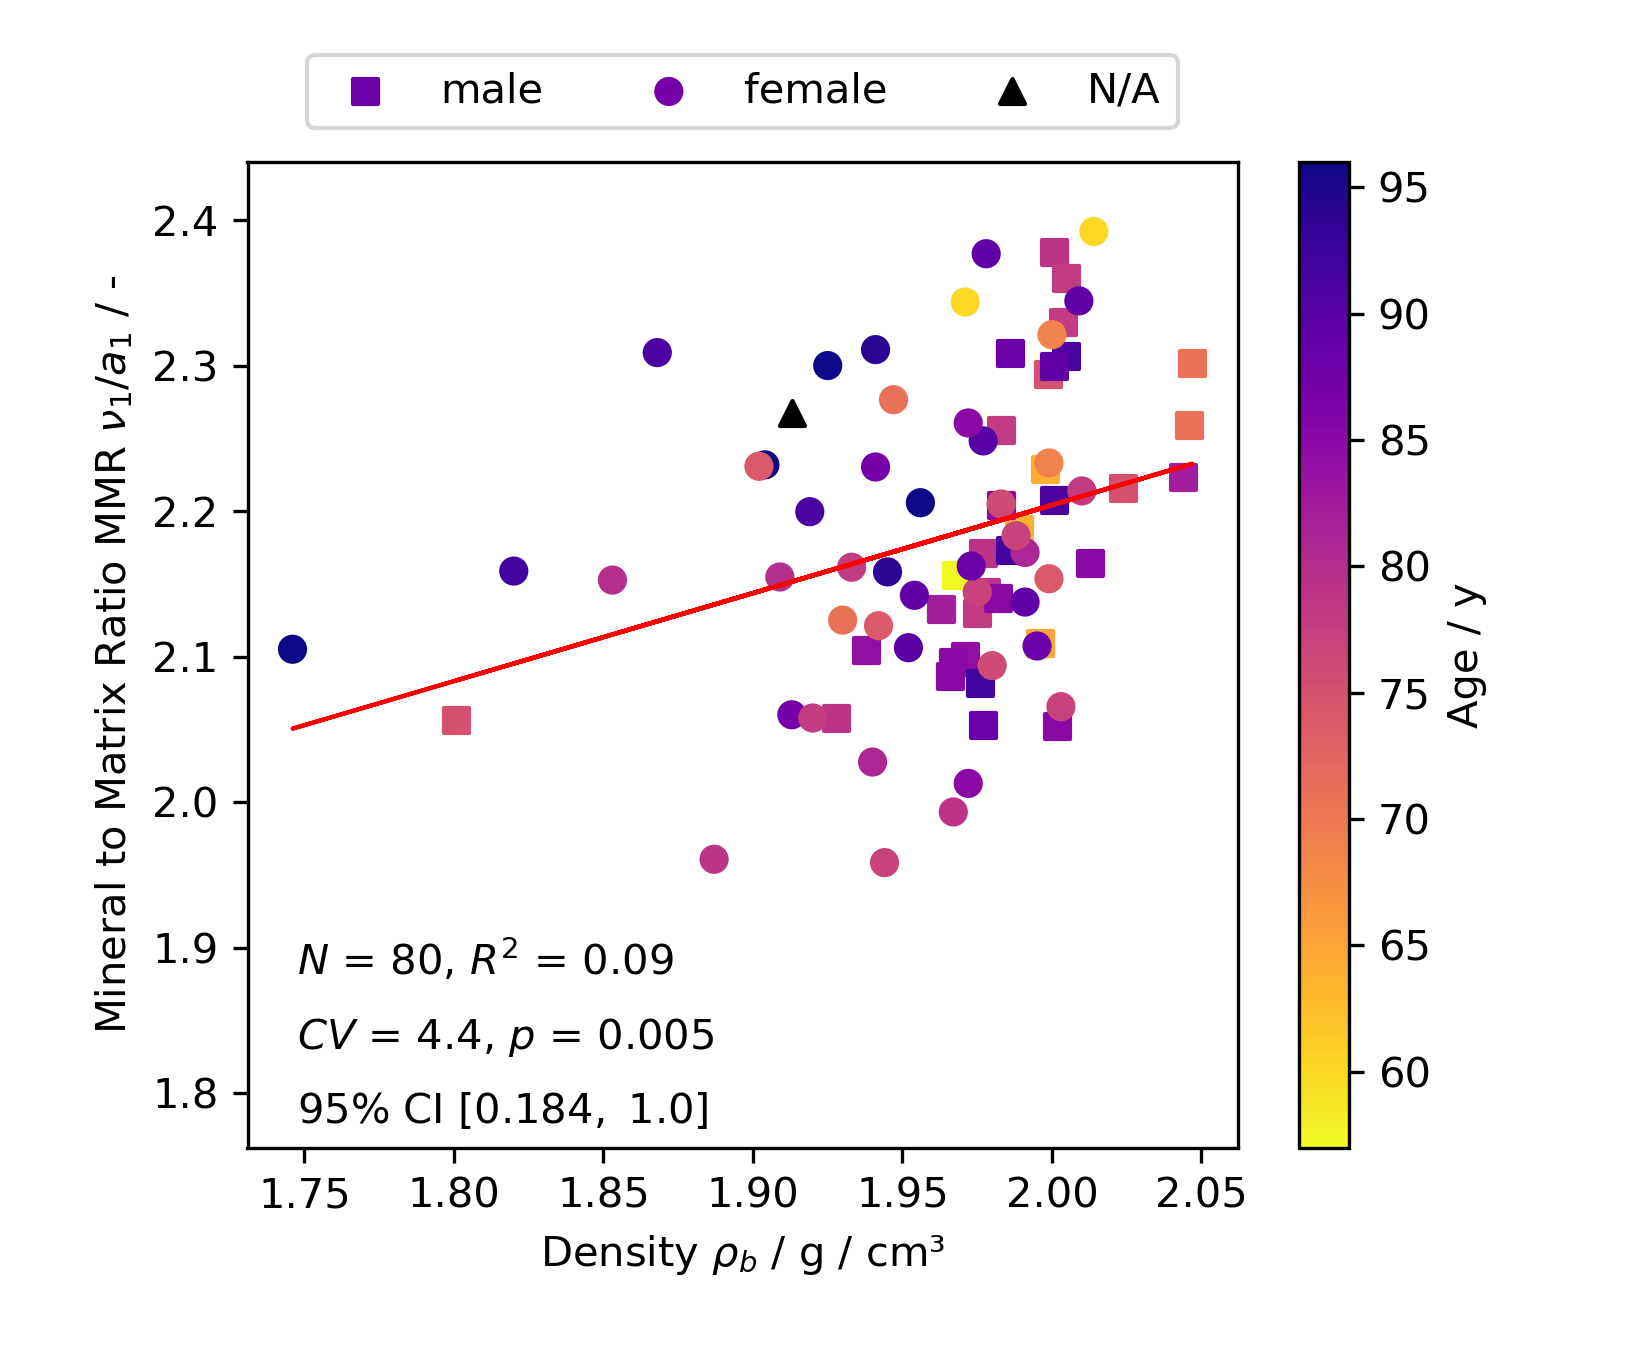 male female N/A
Mineral to Matrix Ratio MMR ν₁/a₁ / -
2.4
2.3
2.2
2.1
2.0
1.9
1.8
N = 80, R² = 0.09
CV = 4.4, p = 0.005
95% CI [0.184, 1.0]
1.75 1.80 1.85 1.90 1.95 2.00 2.05
Density ρ_b / g / cm³
95
90
85
80
75
70
65
60
Age / y